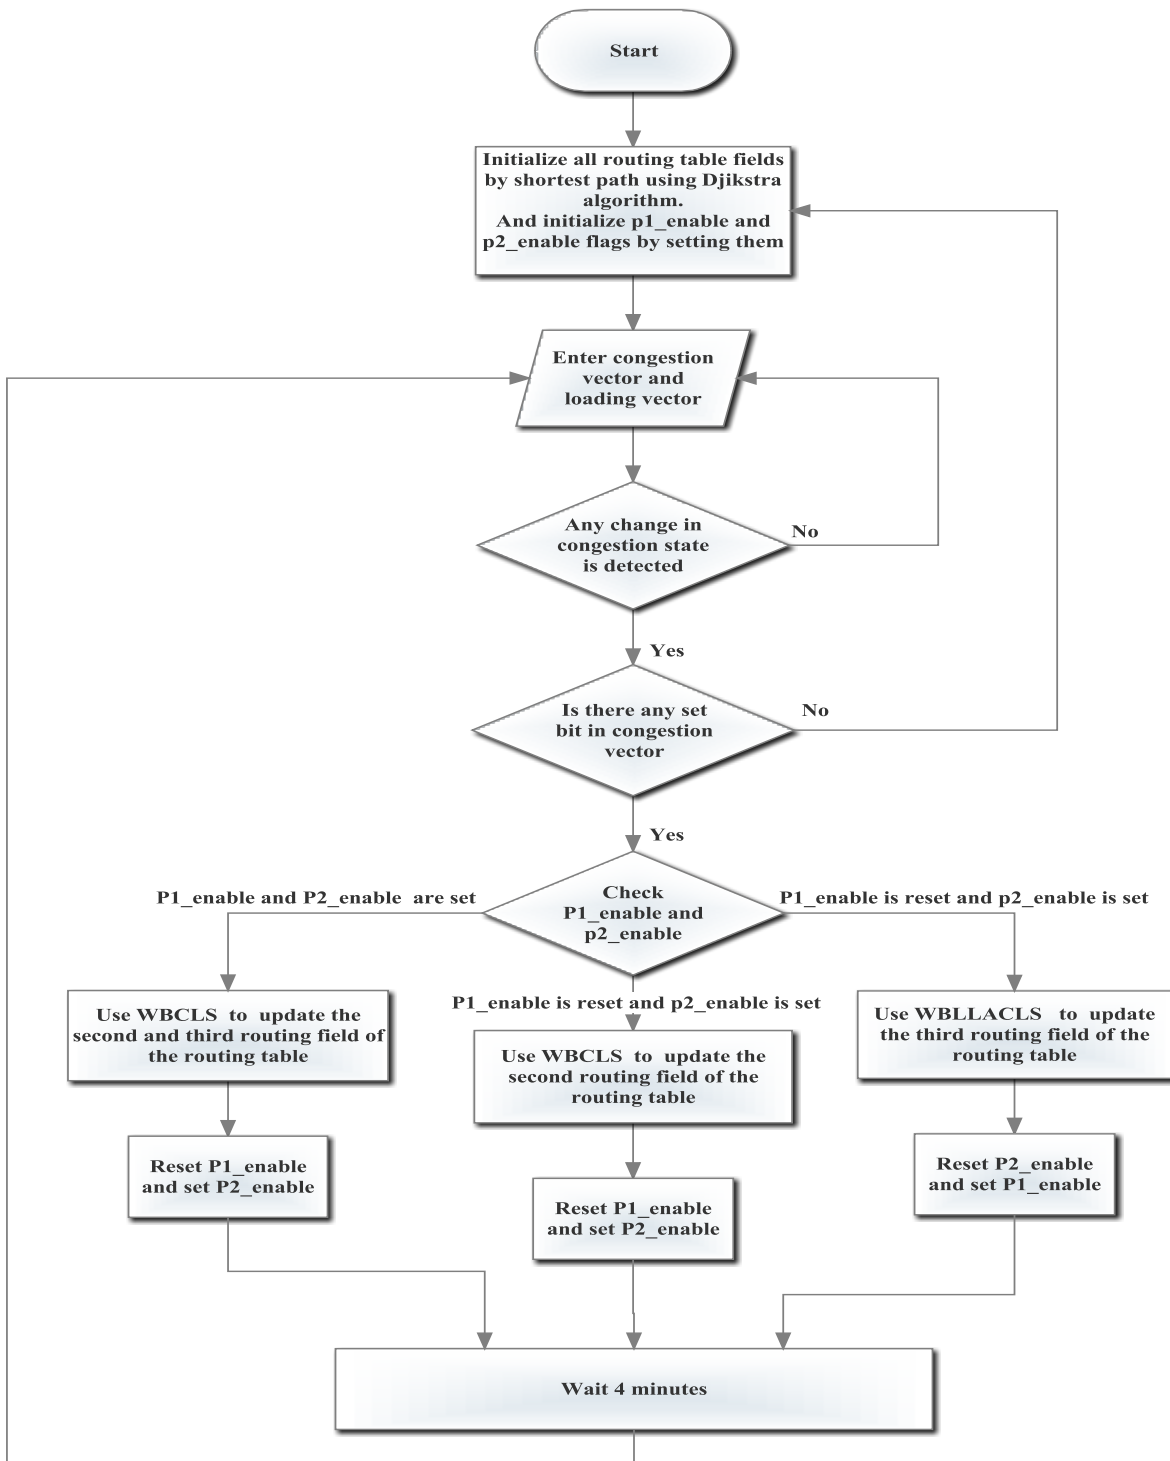 Start
Initialize all routing table fields
by shortest path using Djikstra
algorithm.
And initialize p1_enable and
p2_enable flags by setting them
Enter congestion
vector and
loading vector
Any change in
congestion state
is detected
No
Yes
Is there any set
bit in congestion
vector
No
Yes
Check
P1_enable and
p2_enable
P1_enable and P2_enable are set
P1_enable is reset and p2_enable is set
P1_enable is reset and p2_enable is set
Use WBCLS to update the
second and third routing field of
the routing table
Use WBCLS to update the
second routing field of the
routing table
Use WBLLACLS to update
the third routing field of the
routing table
Reset P1_enable
and set P2_enable
Reset P1_enable
and set P2_enable
Reset P2_enable
and set P1_enable
Wait 4 minutes